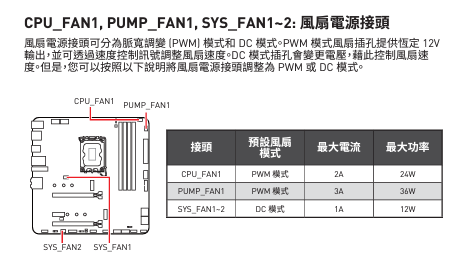 CPU_FAN1, PUMP_FAN1, SYS_FAN1~2: 風扇電源接頭
風扇電源接頭可分為脈寬調變 (PWM) 模式和 DC 模式。PWM 模式風扇插孔提供恆定 12V
輸出，並可透過速度控制訊號調整風扇速度。DC 模式插孔會變更電壓，藉此控制風扇速
度。但是，您可以按照以下說明將風扇電源接頭調整為 PWM 或 DC 模式。
CPU_FAN1
PUMP_FAN1
SYS_FAN2
SYS_FAN1
接頭 預設風扇模式 最大電流 最大功率
CPU_FAN1 PWM 模式 2A 24W
PUMP_FAN1 PWM 模式 3A 36W
SYS_FAN1~2 DC 模式 1A 12W